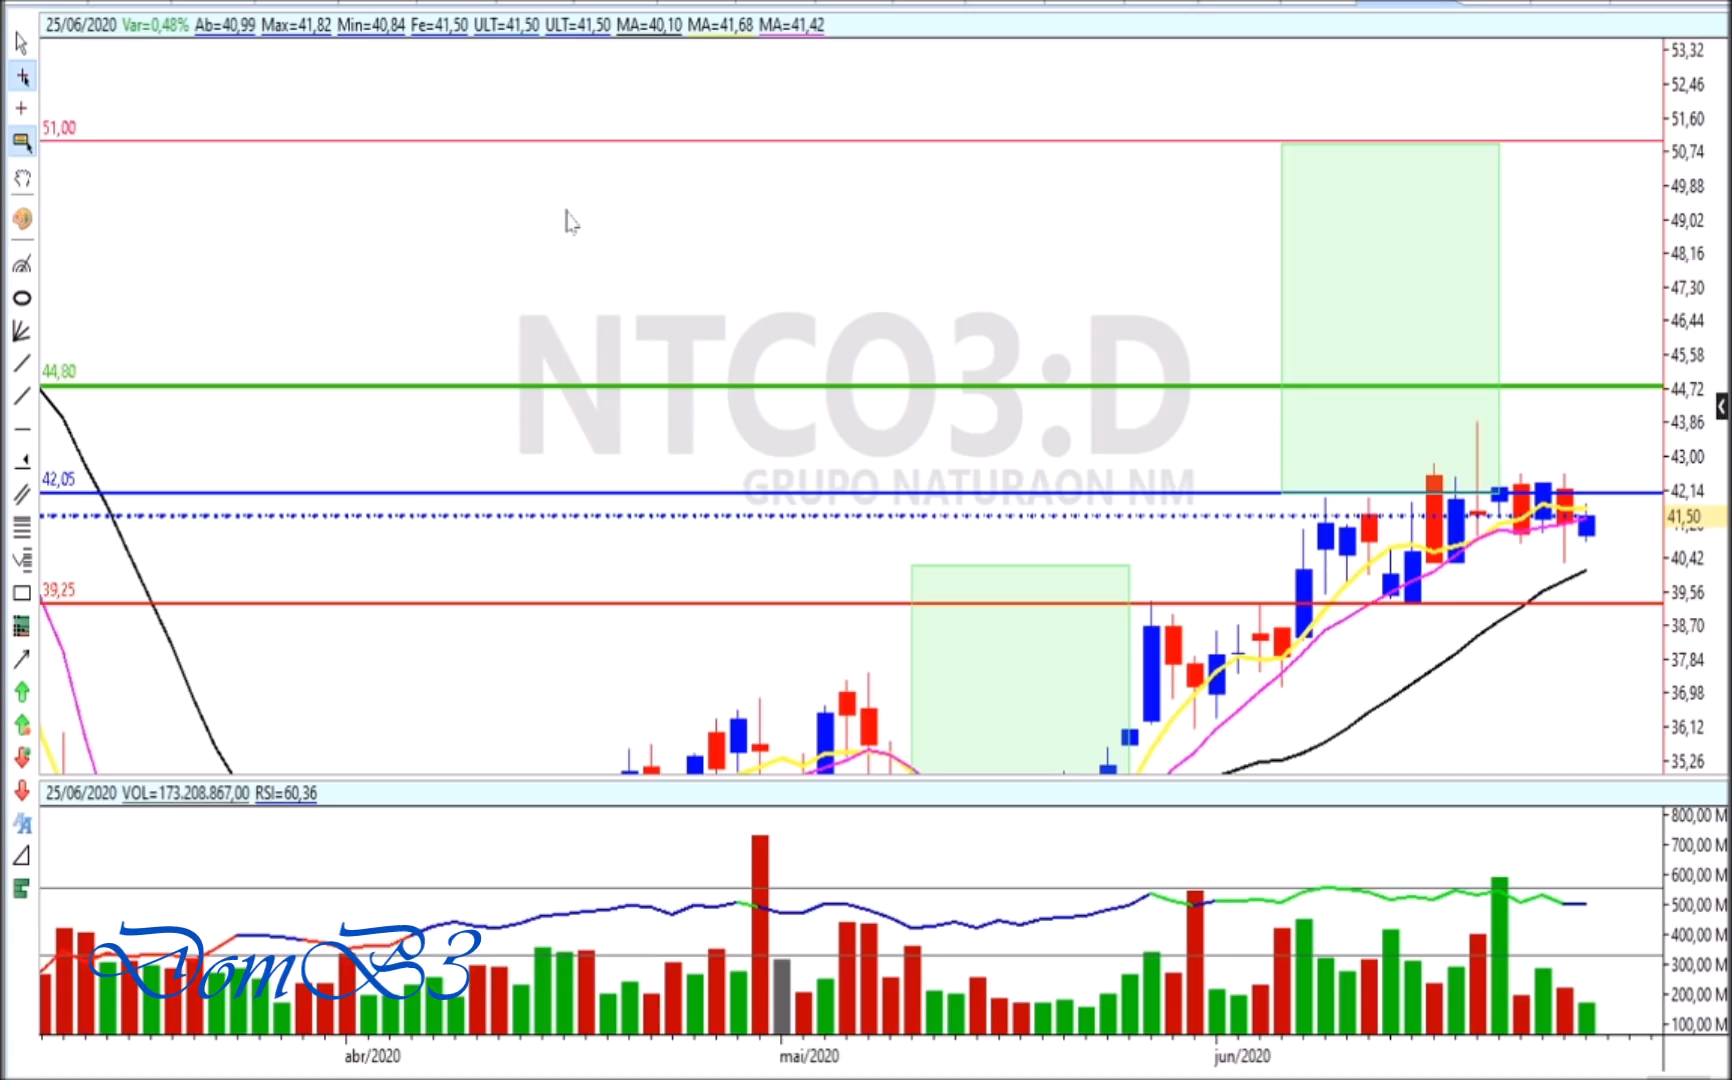 25/06/2020 Var=0,48% Ab=40,99 Max=41,82 Min=40,84 Fe=41,50 ULT=41,50 ULT=41,50 MA=40,10 MA=41,68 MA=41,42
53,32
52,46
51,60
51,00
50,74
49,88
49,02
48,16
47,30
NTCO3:D
46,44
45,58
44,80
44,72
43,86
43,00
GRUPO NATURAON NM
42,05
42,14
41,50
40,42
39,25
39,56
38,70
37,84
36,98
36,12
35,26
25/06/2020 VOL=173.208.867,00 RSI=60,36
800,00 M
700,00 M
600,00 M
500,00 M
400,00 M
DomB3
300,00 M
200,00 M
100,00 M
abr/2020 mai/2020 jun/2020